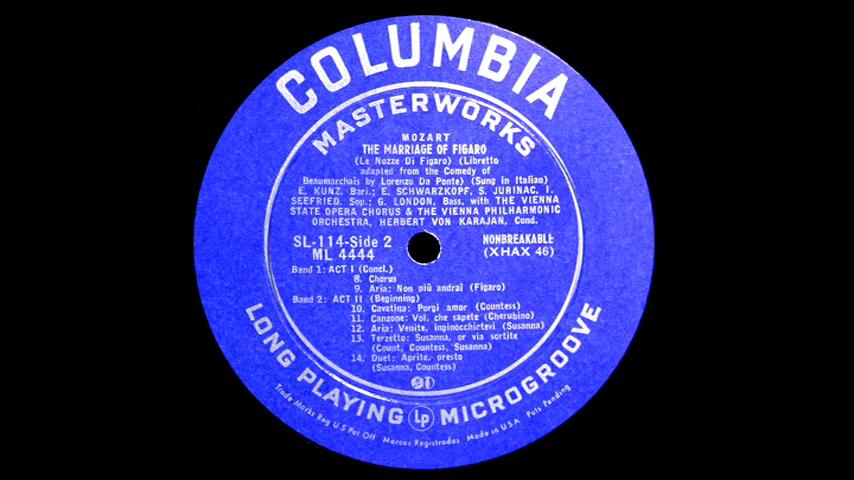 COLUMBIA
MASTERWORKS
MOZART
THE MARRIAGE OF FIGARO
(Le Nozze Di Figaro) (Libretto
adapted from the Comedy of
Beaumarchais by Lorenzo Da Ponte) (Sung in Italian)
E. KUNZ, Bari.; E. SCHWARZKOPF, S. JURINAC, I.
SEEFRIED, Sop.; G. LONDON, Bass, with THE VIENNA
STATE OPERA CHORUS & THE VIENNA PHILHARMONIC
ORCHESTRA, HERBERT VON KARAJAN, Cond.
SL-114-Side 2 NONBREAKABLE
ML 4444 (XHAX 46)
Band 1: ACT I (Concl.)
8. Chorus
9. Aria: Non più andrai (Figaro)
Band 2: ACT II (Beginning)
10. Cavatina: Porgi amor (Countess)
11. Canzone: Voi, che sapete (Cherubino)
12. Aria: Venite, inginocchiatevi (Susanna)
13. Terzetto: Susanna, or via sortite
(Count, Countess, Susanna)
14. Duet: Aprite, presto
(Susanna, Countess)
LONG PLAYING Lp MICROGROOVE
Trade Marks Reg U S Pat Off Marcas Registradas Made in U S A Pats Pending